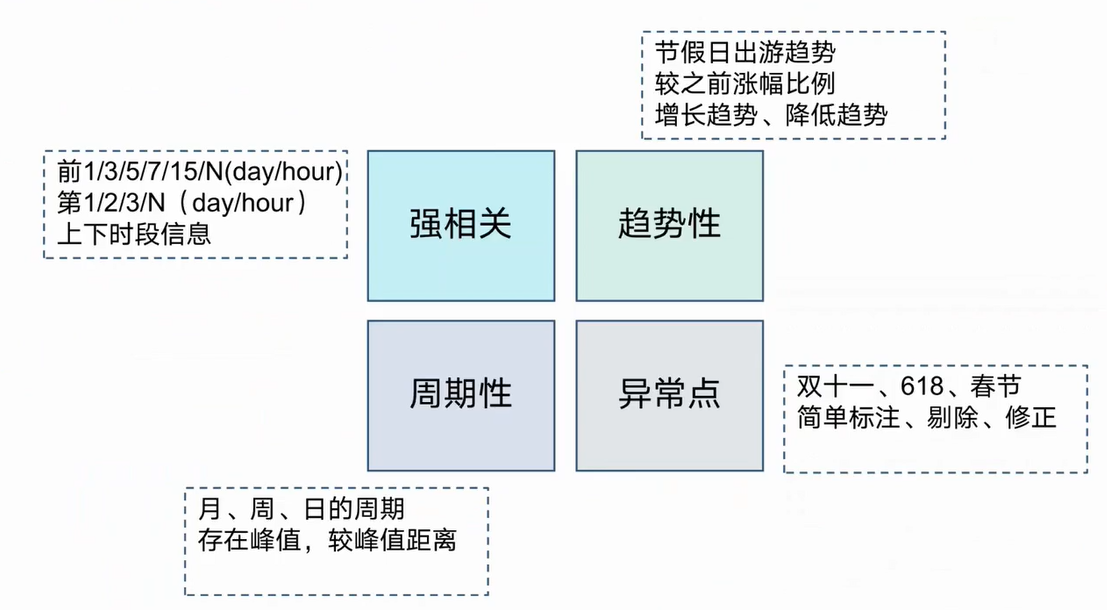 节假日出游趋势
较之前涨幅比例
增长趋势、降低趋势
前1/3/5/7/15/N(day/hour)
第1/2/3/N（day/hour）
上下时段信息
强相关
趋势性
周期性
异常点
双十一、618、春节
简单标注、剔除、修正
月、周、日的周期
存在峰值，较峰值距离